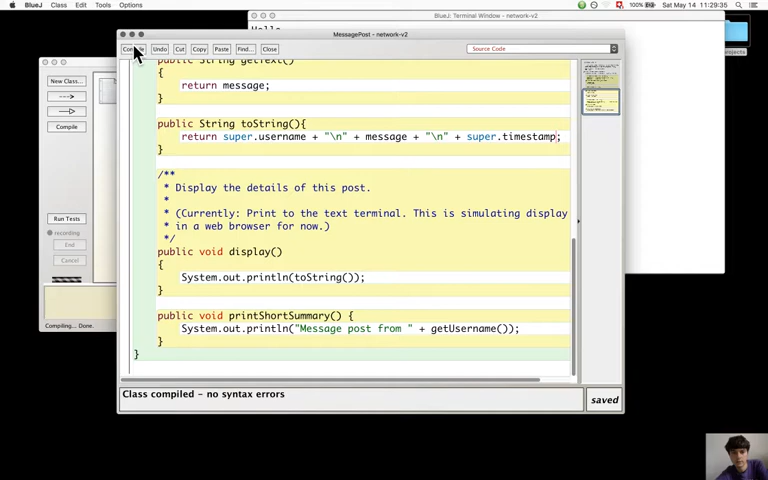 BlueJ Class Edit Tools Options
100% Sat May 14 11:29:35
BlueJ: Terminal Window - network-v2
MessagePost - network-v2
Undo Cut Copy Paste Find... Close
Source Code
New Class...
Compile
Run Tests
recording
End
Cancel
Compiling... Done.
public String getText()
{
return message;
}
public String toString(){
return super.username + "\n" + message + "\n" + super.timestamp;
}
/**
* Display the details of this post.
*
* (Currently: Print to the text terminal. This is simulating display
* in a web browser for now.)
*/
public void display()
{
System.out.println(toString());
}
public void printShortSummary() {
System.out.println("Message post from " + getUsername());
}
}
Class compiled - no syntax errors
saved